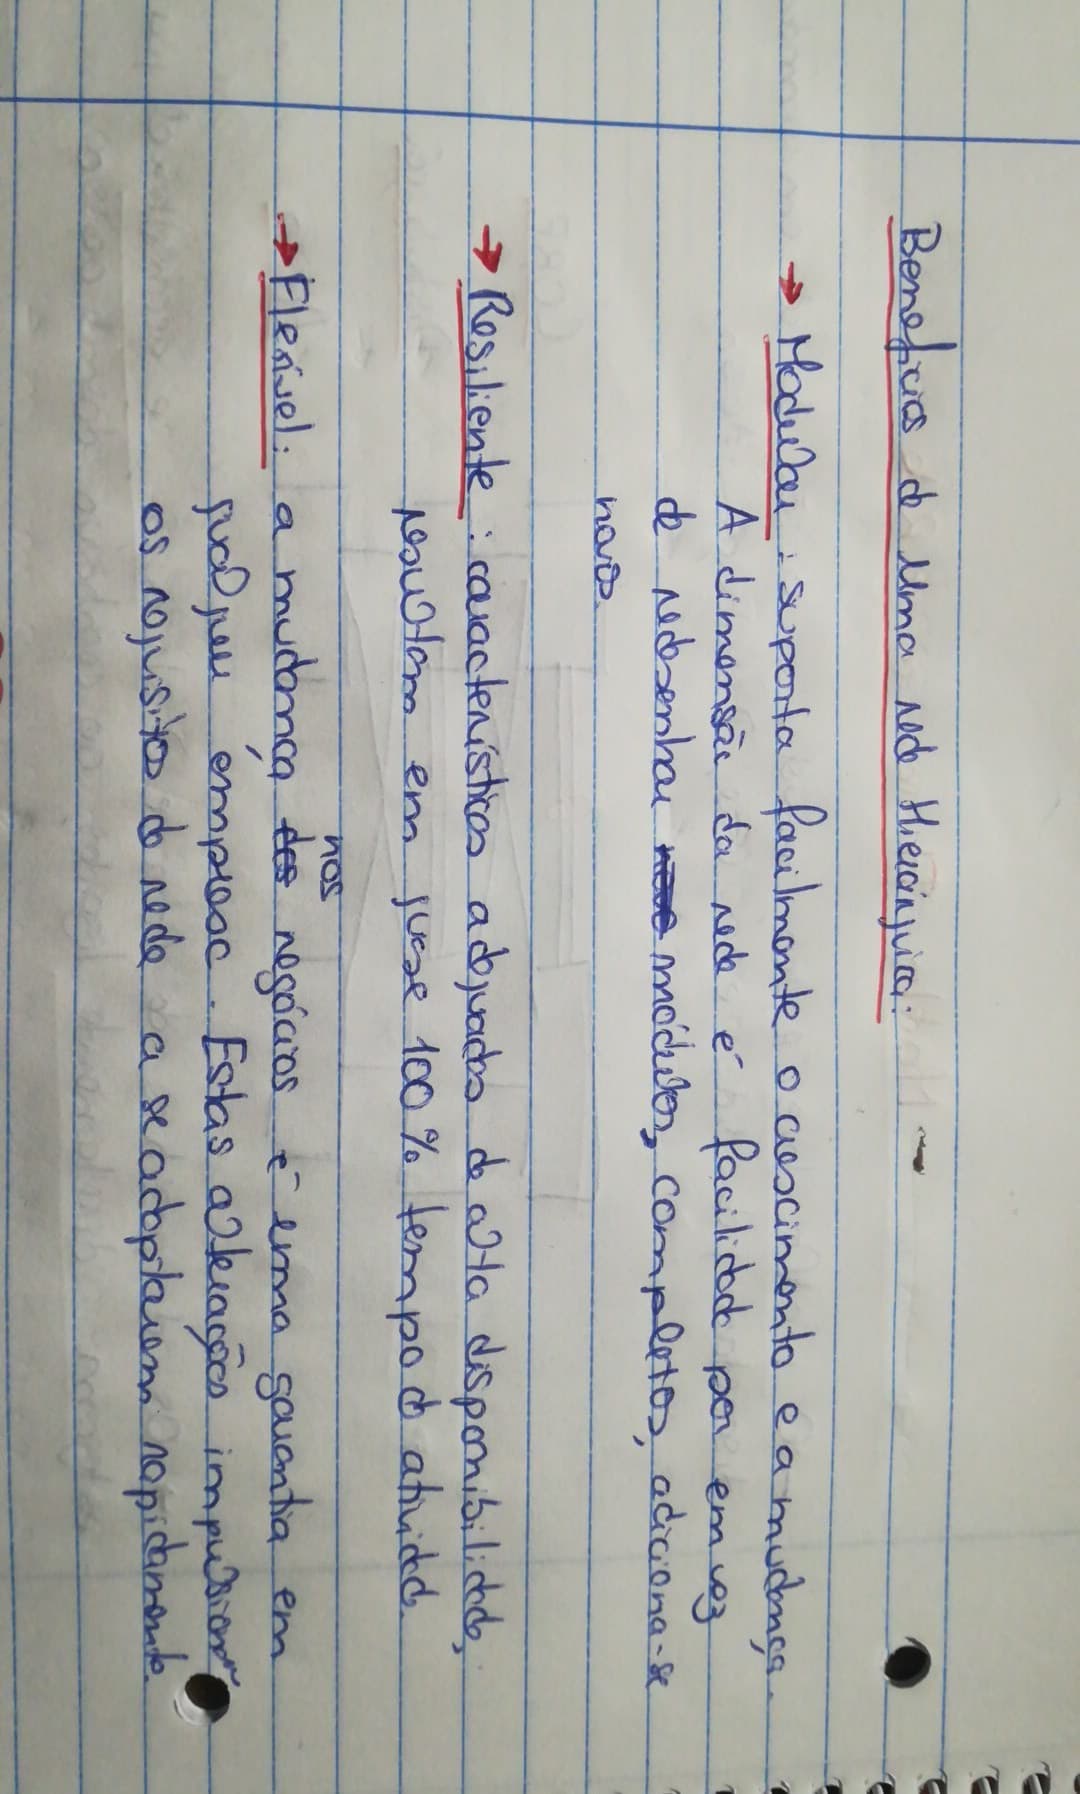 Beneficios de uma rede Hierárquica:
→ Modular : suporta facilmente o crescimento e a mudança.
A dimensão da rede é facilidade por em vez
de redesenhar módulos, completos, adiciona-se
novos.
→ Resiliente : características adequadas de alta disponibilidade,
resultam em quase 100% tempo de atividade.
→ Flexível: a mudança nos negócios é uma garantia em
qualquer empresa. Estas alterações impulsionam
os requisitos de rede a se adaptarem rapidamente.